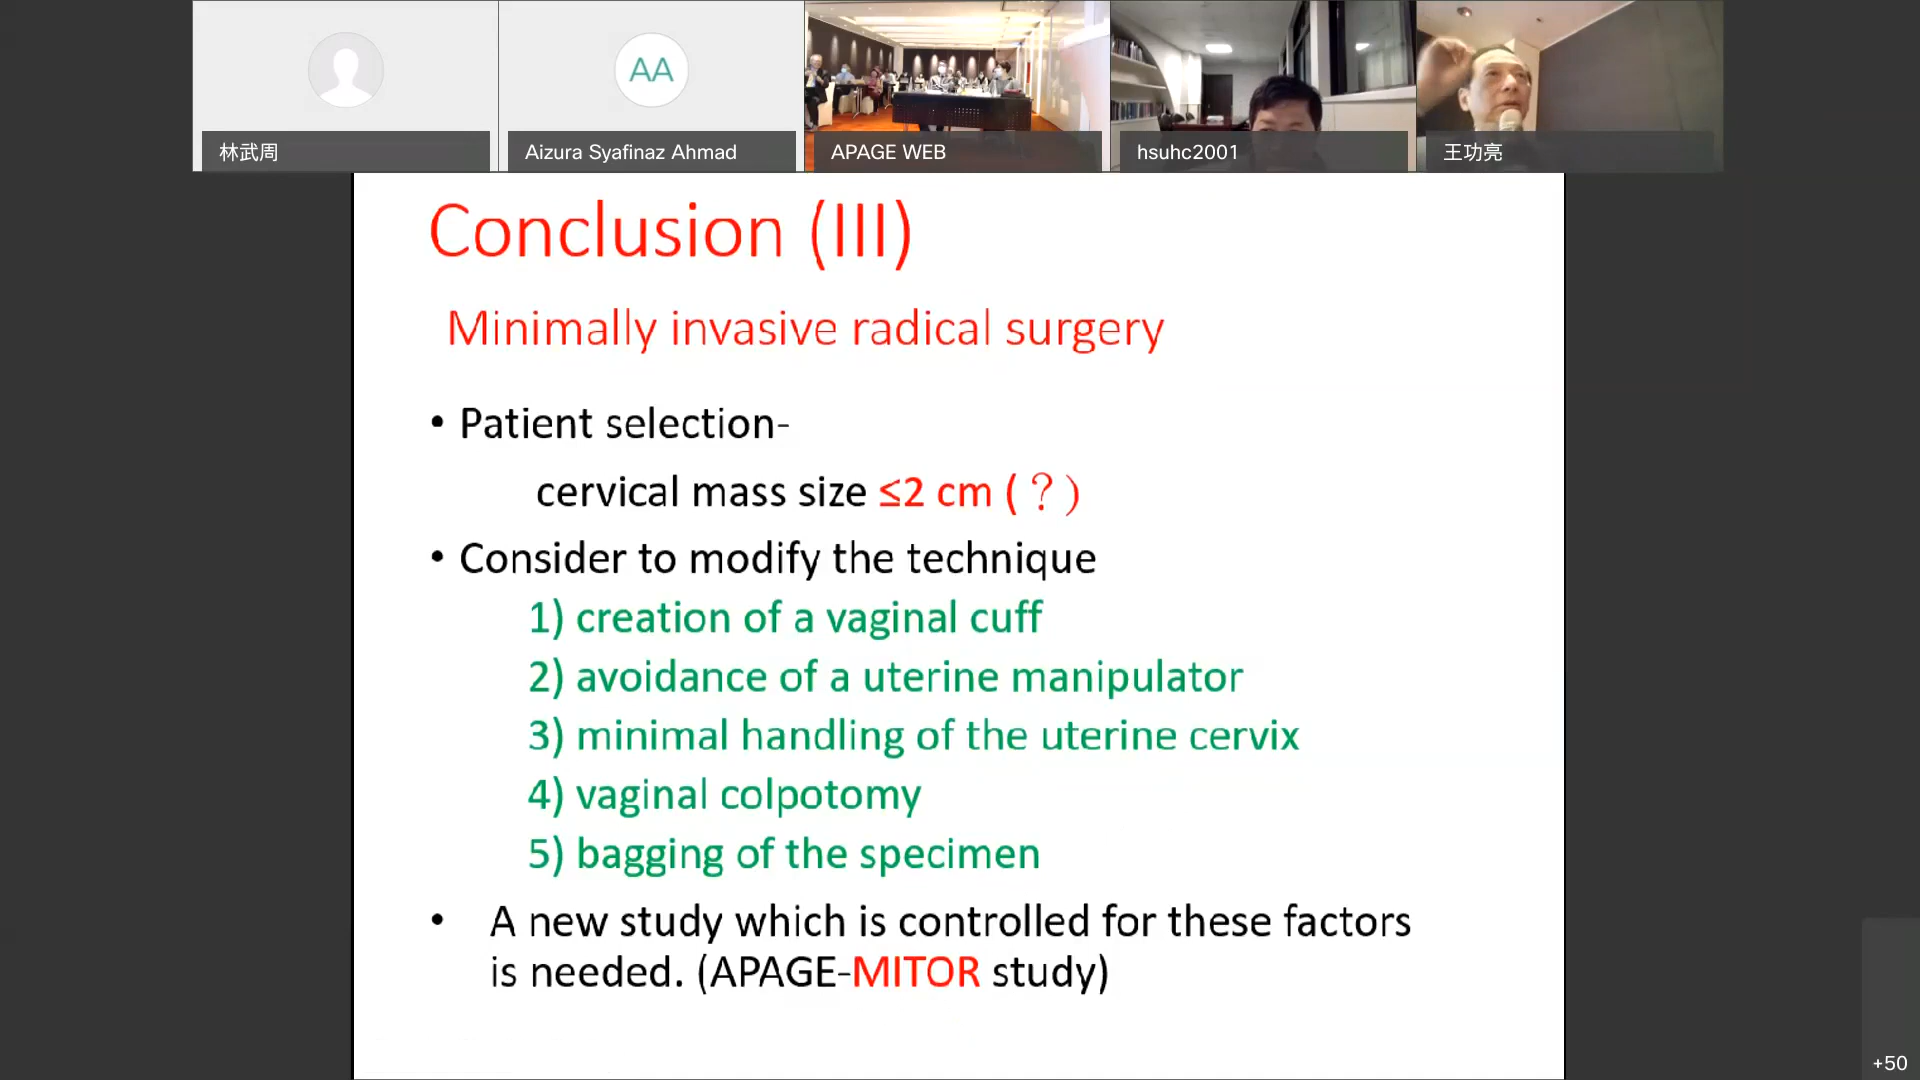 林武周
AA
Aizura Syafinaz Ahmad
APAGE WEB
hsuhc2001
王功亮
Conclusion (III)
Minimally invasive radical surgery
• Patient selection-
cervical mass size ≤2 cm (？)
• Consider to modify the technique
1) creation of a vaginal cuff
2) avoidance of a uterine manipulator
3) minimal handling of the uterine cervix
4) vaginal colpotomy
5) bagging of the specimen
• A new study which is controlled for these factors
is needed. (APAGE-MITOR study)
+50